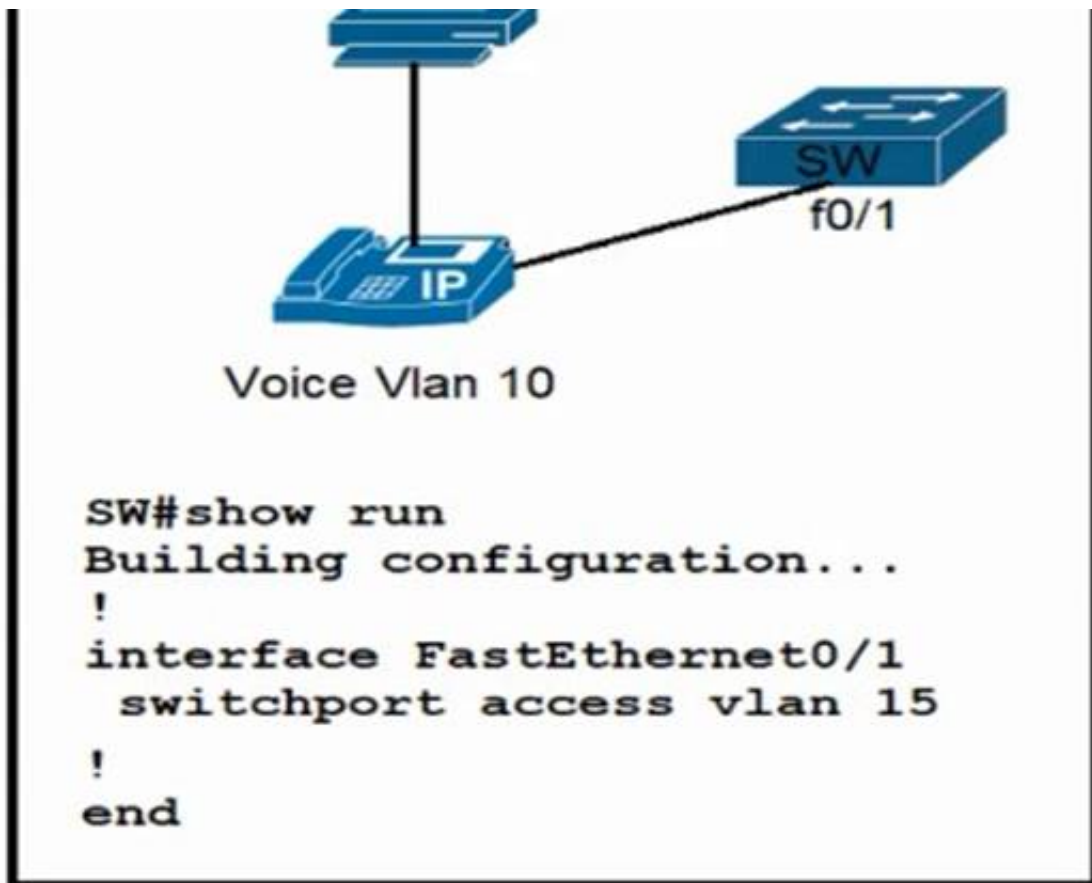 SW
f0/1
IP
Voice Vlan 10
SW#show run
Building configuration...
!
interface FastEthernet0/1
 switchport access vlan 15
!
end